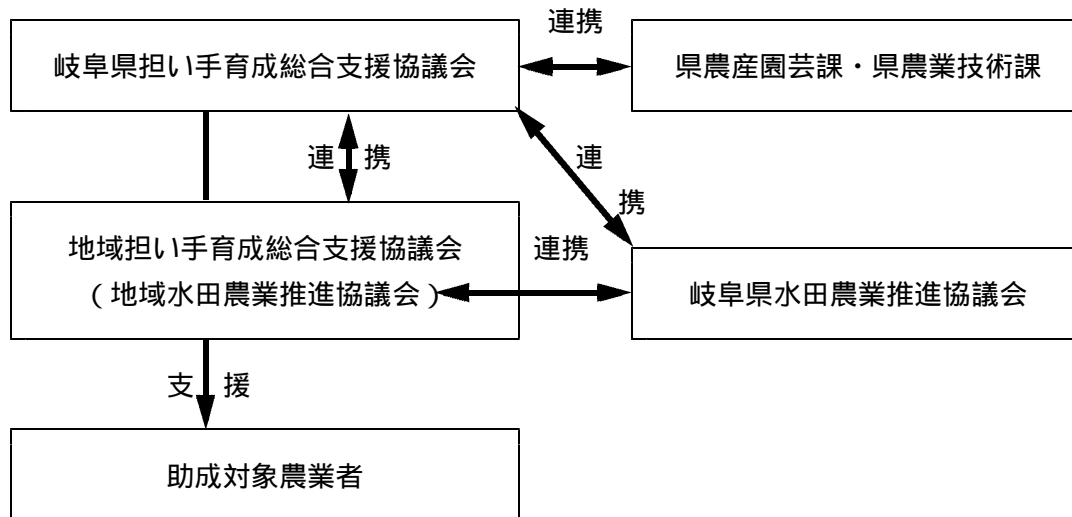 連携
岐阜県担い手育成総合支援協議会
県農産園芸課・県農業技術課
連携
連
携
地域担い手育成総合支援協議会
(地域水田農業推進協議会)
連携
岐阜県水田農業推進協議会
支援
助成対象農業者